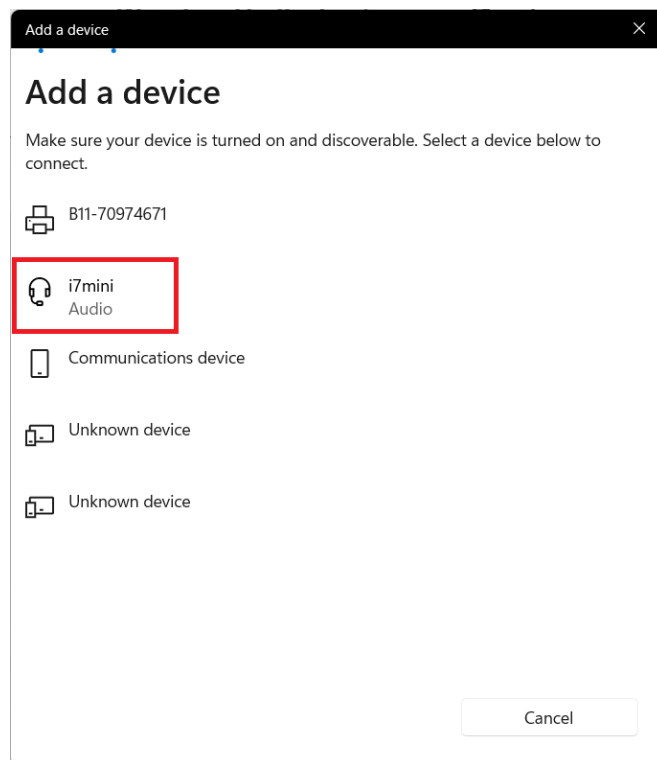 Add a device
Add a device
Make sure your device is turned on and discoverable. Select a device below to
connect.
B11-70974671
i7mini
Audio
Communications device
Unknown device
Unknown device
Cancel